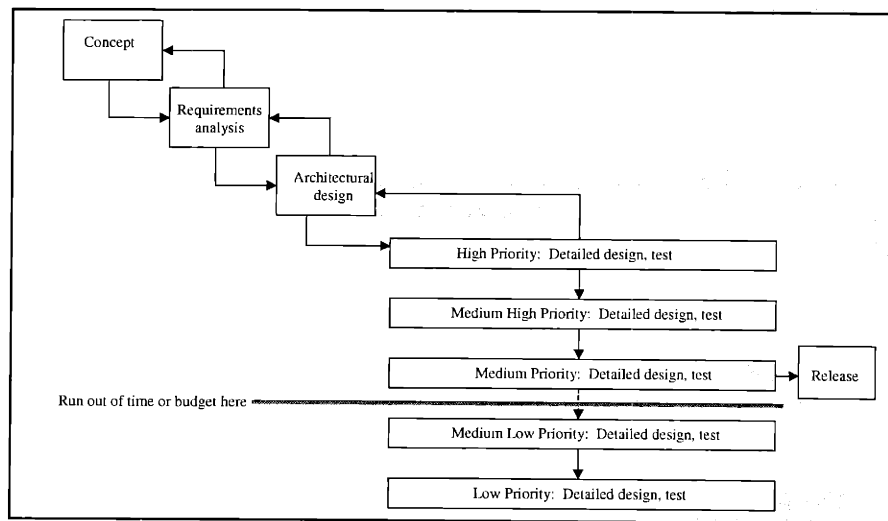 Concept
Requirements
analysis
Architectural
design
High Priority: Detailed design, test
Medium High Priority: Detailed design, test
Medium Priority: Detailed design, test
Release
Run out of time or budget here
Medium Low Priority: Detailed design, test
Low Priority: Detailed design, test